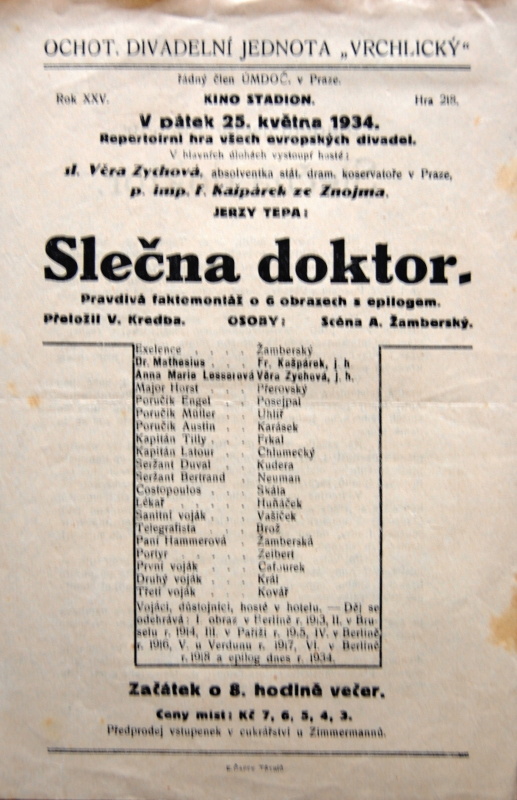 OCHOT. DIVADELNÍ JEDNOTA „VRCHLICKÝ“
řádný člen ÚMDOČ. v Praze.
Rok XXV. KINO STADION. Hra 218.
V pátek 25. května 1934.
Repertoirní hra všech evropských divadel.
V hlavních úlohách vystoupí hosté:
sl. Věra Zychová, absolventka stát. dram. koservatoře v Praze,
p. imp. F. Kašpárek ze Znojma.
JERZY TEPA:
Slečna doktor.
Pravdivá faktomontáž o 6 obrazech s epilogem.
Přeložil V. Kredba. OSOBY: Scéna A. Žamberský.
Exelence . . . . Žamberský
Dr. Mathesius . . . Fr. Kašpárek, j. h.
Anna Marie Lesserová Věra Zychová, j. h.
Major Horst . . . Přerovský
Poručík Engel . . . Posejpal
Poručík Müller . . . Uhlíř
Poručík Austin . . . Karásek
Kapitán Tilly . . . Frkal
Kapitán Latour . . . Chlumecký
Seržant Duval . . . Kudera
Seržant Bertrand . . Neuman
Costopoulos . . . Skála
Lékař . . . . Huňáček
Sanitní voják . . . Vašíček
Telegrafista . . . Brož
Paní Hammerová . . Žamberská
Portýr . . . . Zeibert
První voják . . .
Druhý voják . . . Král
Třetí voják . . . Kovář
Vojáci, důstojníci, hosté v hotelu. — Děj se
odehrává: I. obraz v Berlíně r. 1913, II. v Bru-
selu r. 1914, III. v Paříži r. 1915, IV. v Berlíně
r. 1916, V. u Verdunu r. 1917, VI. v Berlíně
r. 1918 a epilog dnes r. 1934.
Začátek o 8. hodině večer.
Ceny míst: Kč 7, 6, 5, 4, 3.
Předprodej vstupenek v cukrářství u Zimmermannů.